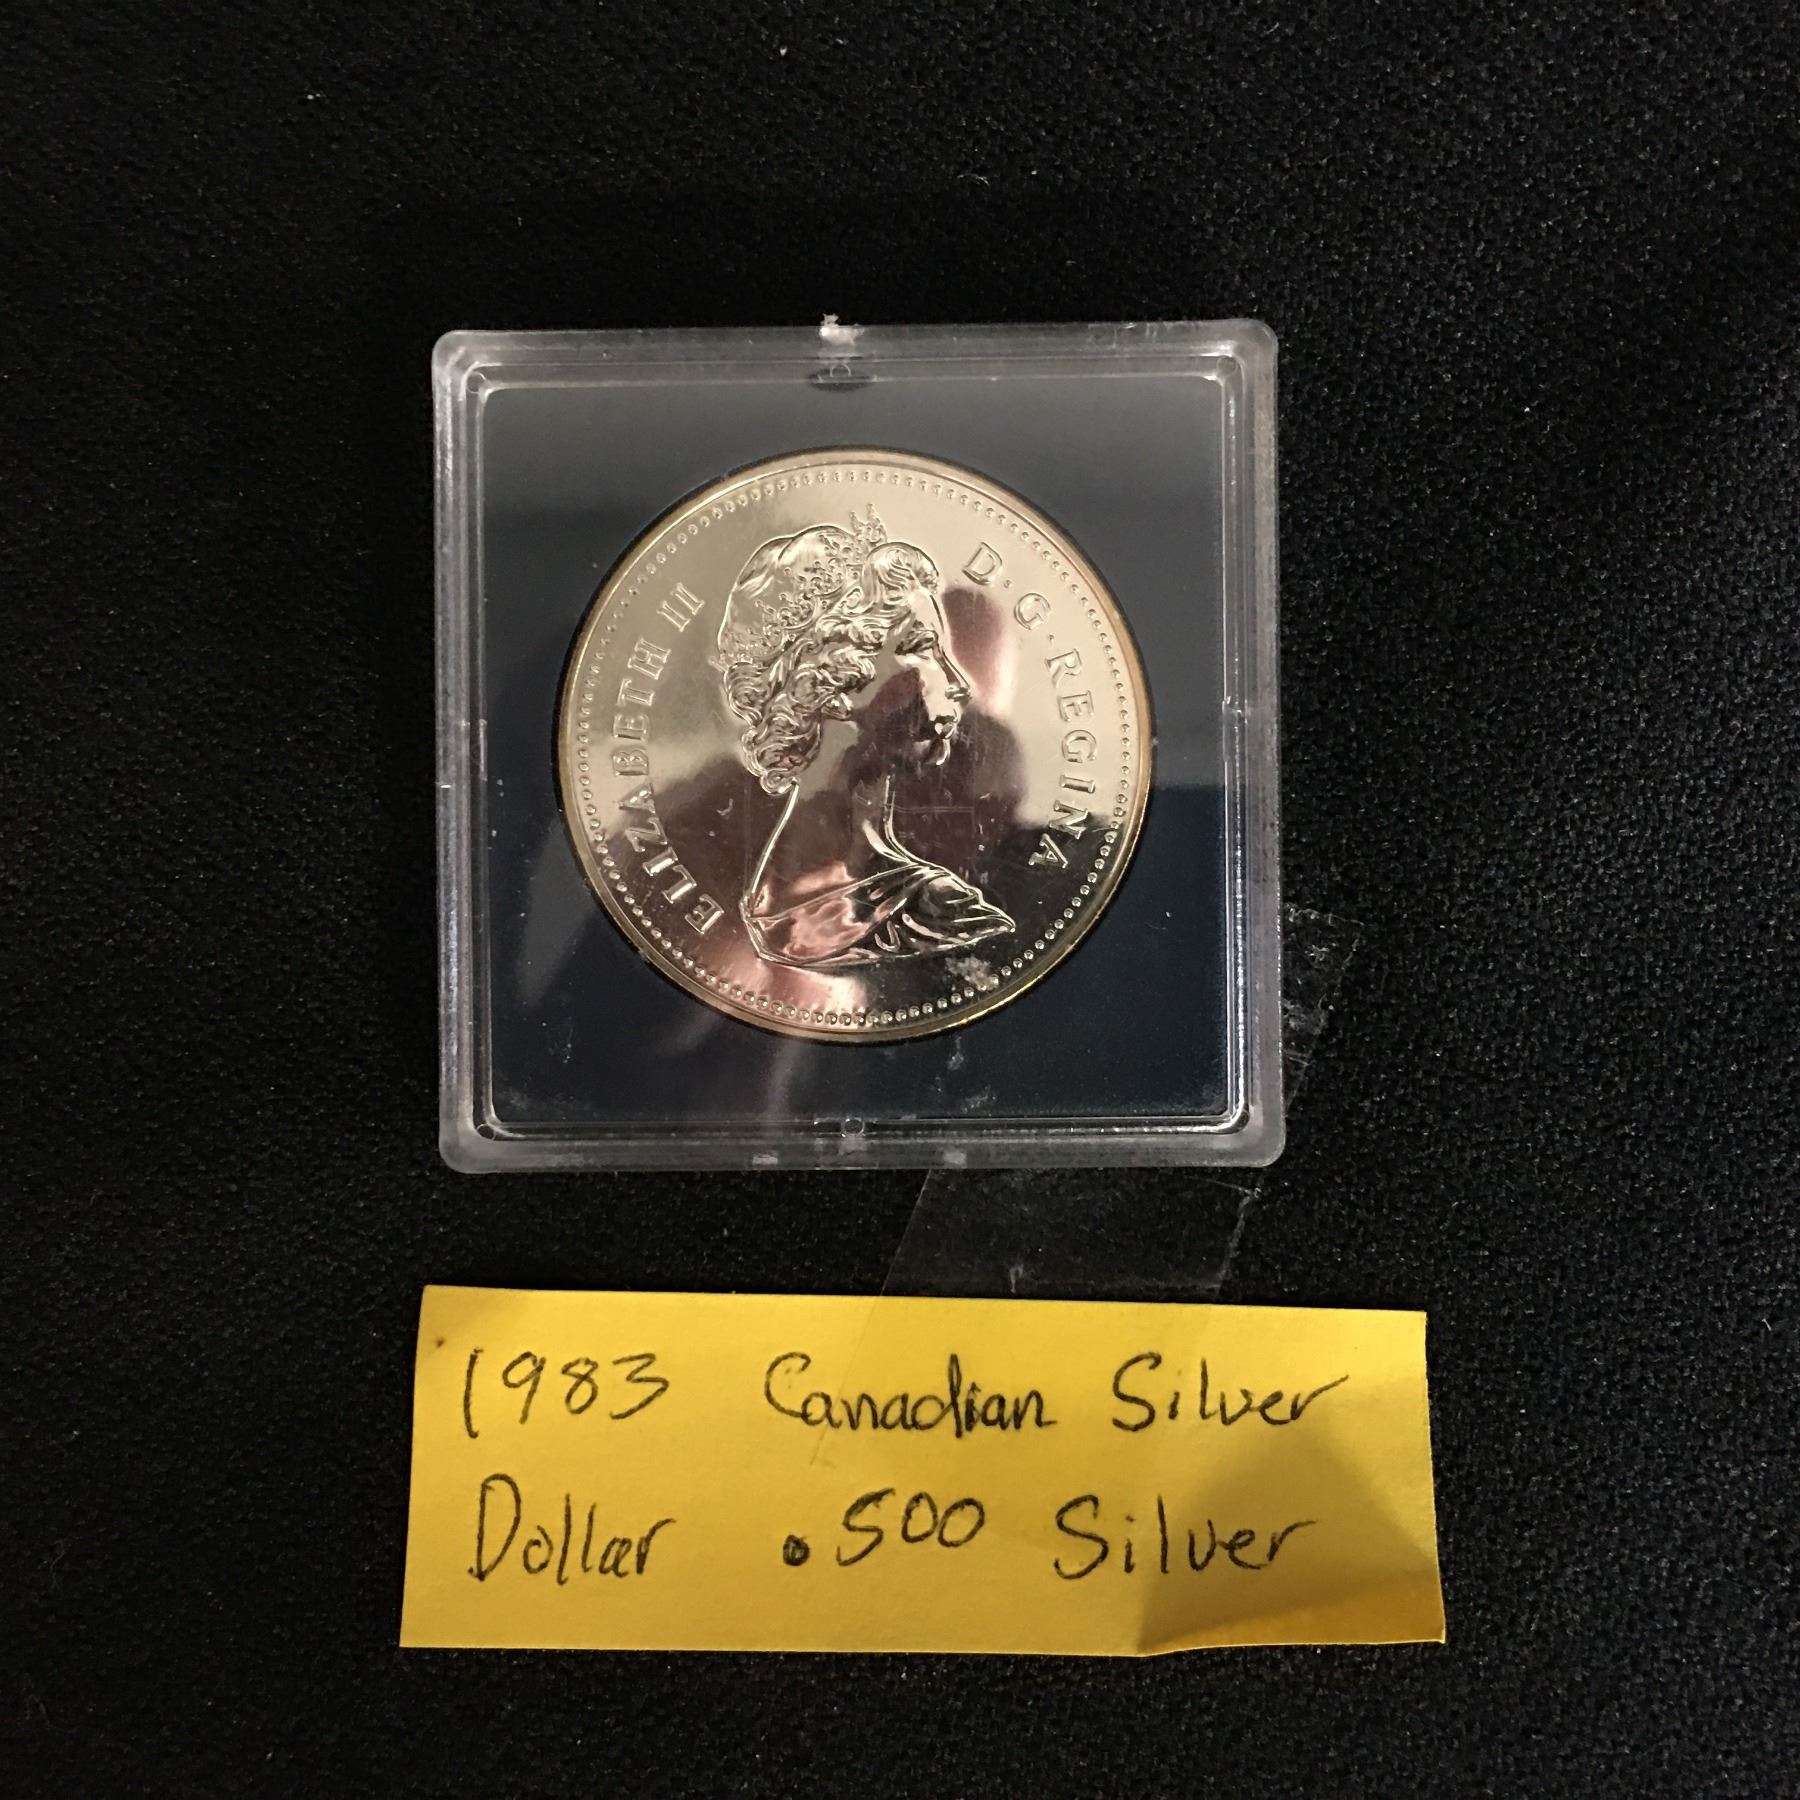 ELIZABETH II D·G·REGINA
1983 Canadian Silver
Dollar .500 Silver